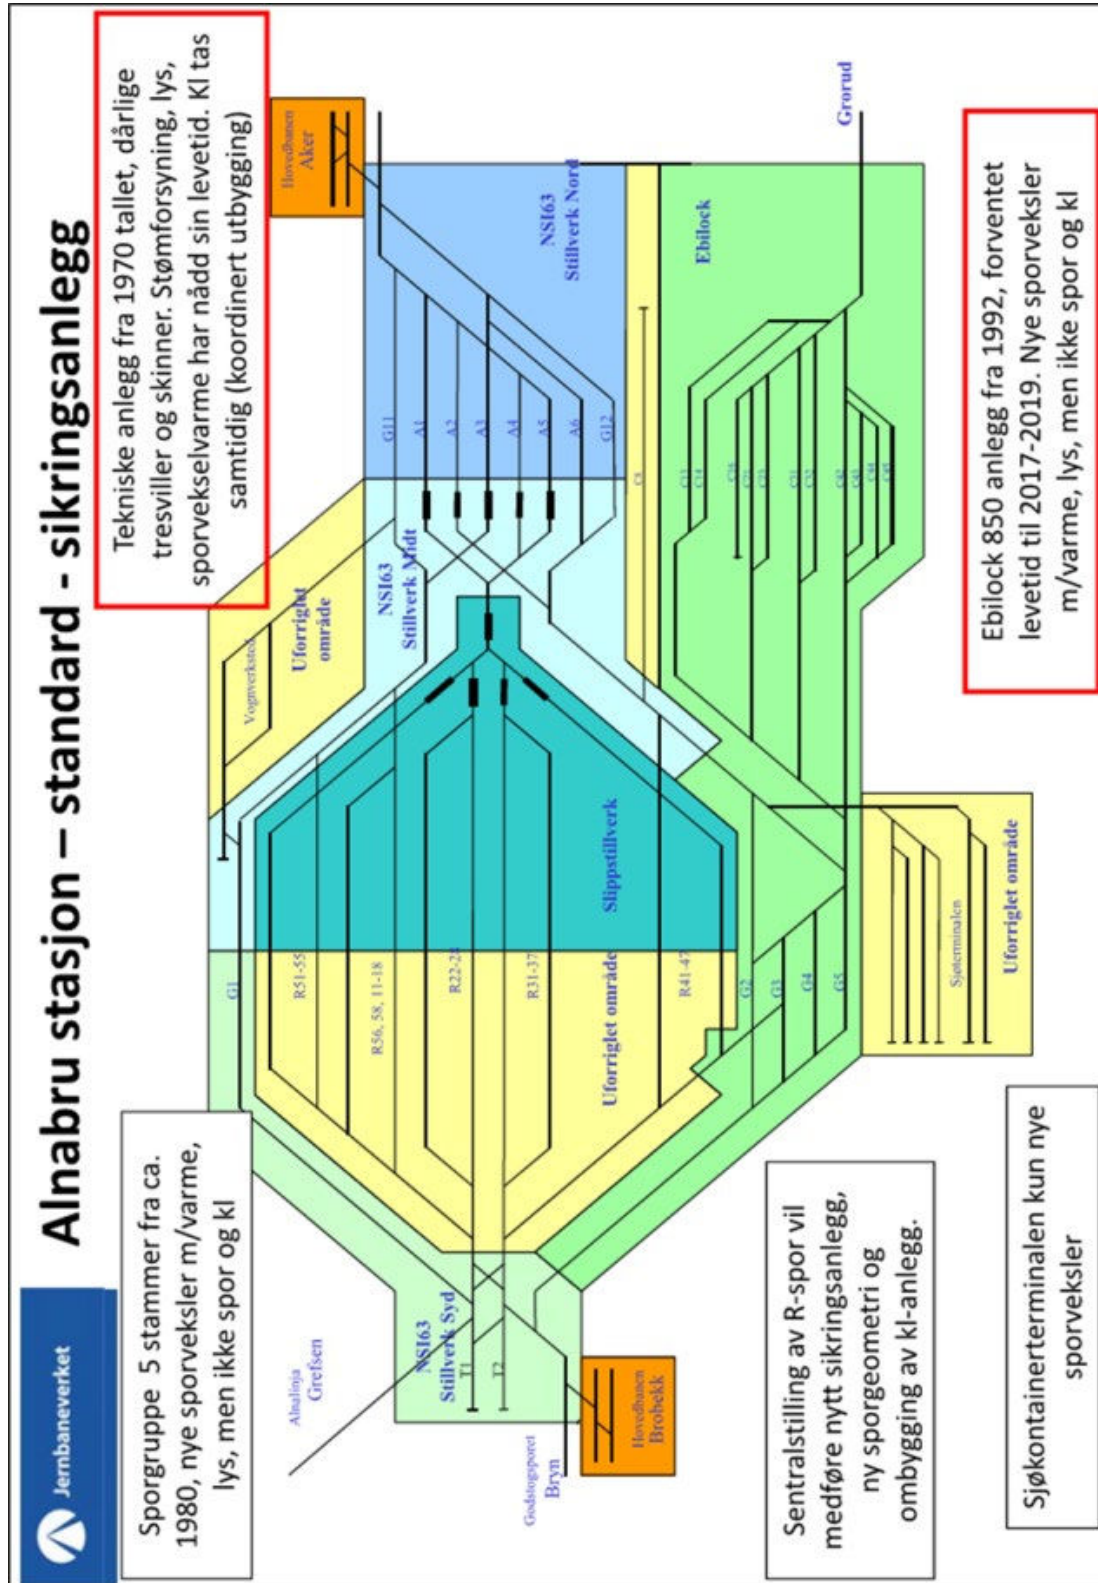 Jernbaneverket
Alnabru stasjon – standard - sikringsanlegg
Sporgruppe 5 stammer fra ca.
1980, nye sporveksler m/varme,
lys, men ikke spor og kl
Tekniske anlegg fra 1970 tallet, dårlige
tresviller og skinner. Stømforsyning, lys,
sporvekselvarme har nådd sin levetid. Kl tas
samtidig (koordinert utbygging)
Hovedbanen
Aker
Vognverksted
Uforriglet
område
NSI63
Stillverk Midt
NSI63
Stillverk Nord
G11
A1
A2
A3
A4
A5
A6
G12
Alnalinja
Grefsen
NSI63
Stillverk Syd
T1
T2
G1
R51-55
R56, 58, 11-18
R22-28
R31-37
R41-47
Uforriglet område
Slippstillverk
Godstogsporet
Bryn
Hovedbanen
Brobekk
G2
G3
G4
G5
Ebilock
Grorud
Sjøterminalen
Uforriglet område
Sentralstilling av R-spor vil
medføre nytt sikringsanlegg,
ny sporgeometri og
ombygging av kl-anlegg.
Ebilock 850 anlegg fra 1992, forventet
levetid til 2017-2019. Nye sporveksler
m/varme, lys, men ikke spor og kl
Sjøkontainerterminalen kun nye
sporveksler